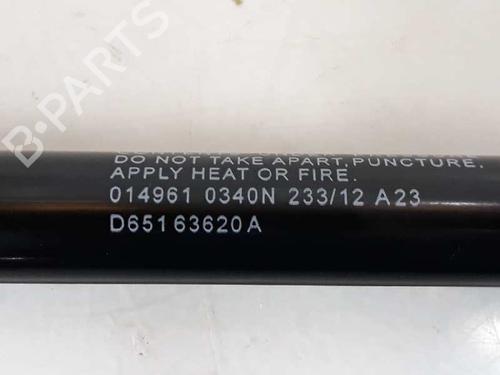 DO NOT TAKE APART,PUNCTURE.
APPLY HEAT OR FIRE.
014961 0340N 233/12 A23
D65163620A
B-PARTS